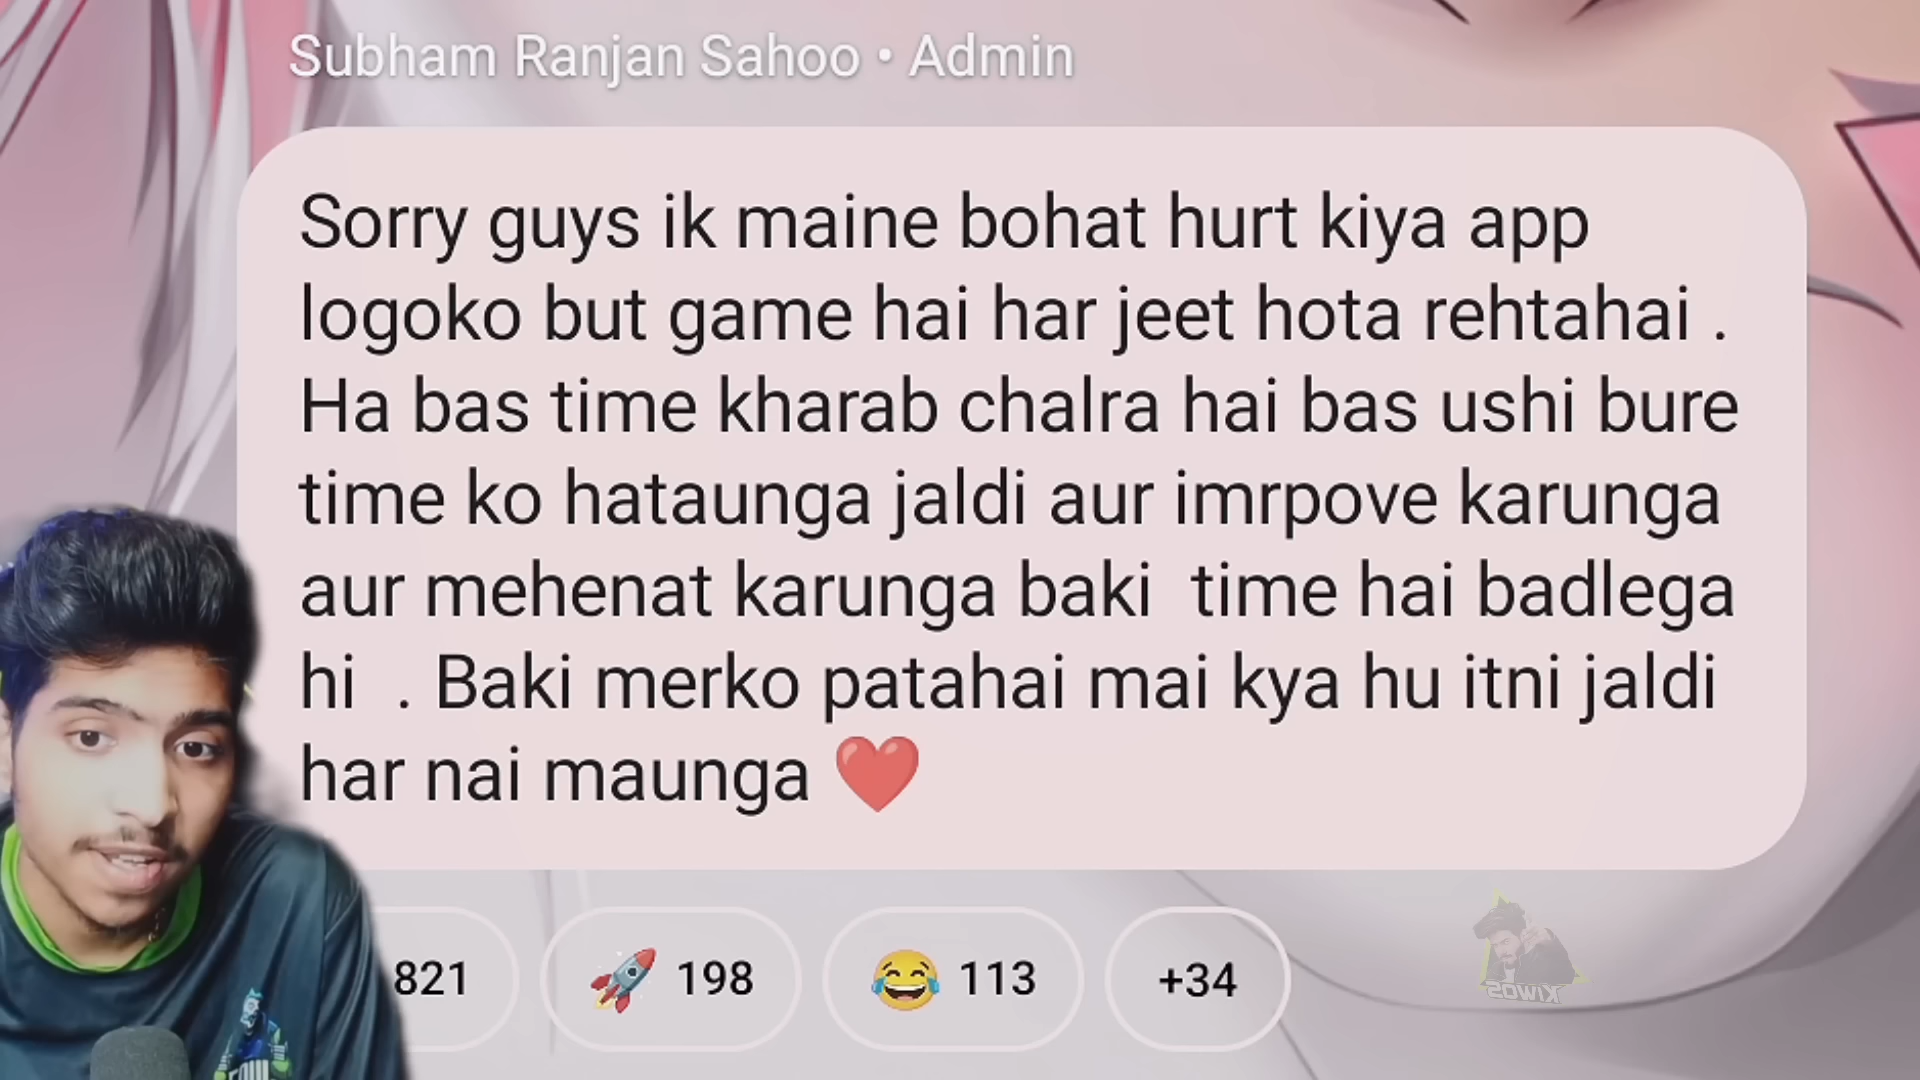 Subham Ranjan Sahoo • Admin
Sorry guys ik maine bohat hurt kiya app
logoko but game hai har jeet hota rehtahai .
Ha bas time kharab chalra hai bas ushi bure
time ko hataunga jaldi aur imrpove karunga
aur mehenat karunga baki  time hai badlega
hi  . Baki merko patahai mai kya hu itni jaldi
har nai maunga ❤️
821 🚀 198 😂 113 +34